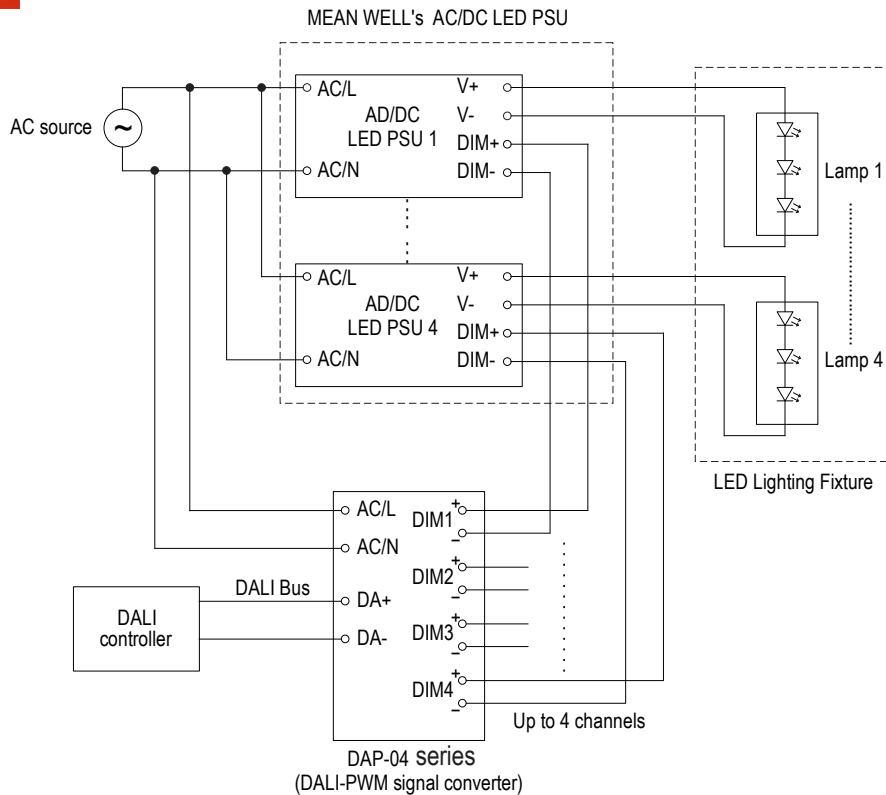 MEAN WELL's AC/DC LED PSU
AC source
~
AC/L
AD/DC
LED PSU 1
AC/N
V+
V-
DIM+
DIM-
Lamp 1
AC/L
AD/DC
LED PSU 4
AC/N
V+
V-
DIM+
DIM-
Lamp 4
LED Lighting Fixture
AC/L
AC/N
DA+
DA-
DIM1
+
-
DIM2
+
-
DIM3
+
-
DIM4
+
-
DALI Bus
DALI
controller
Up to 4 channels
DAP-04 series
(DALI-PWM signal converter)